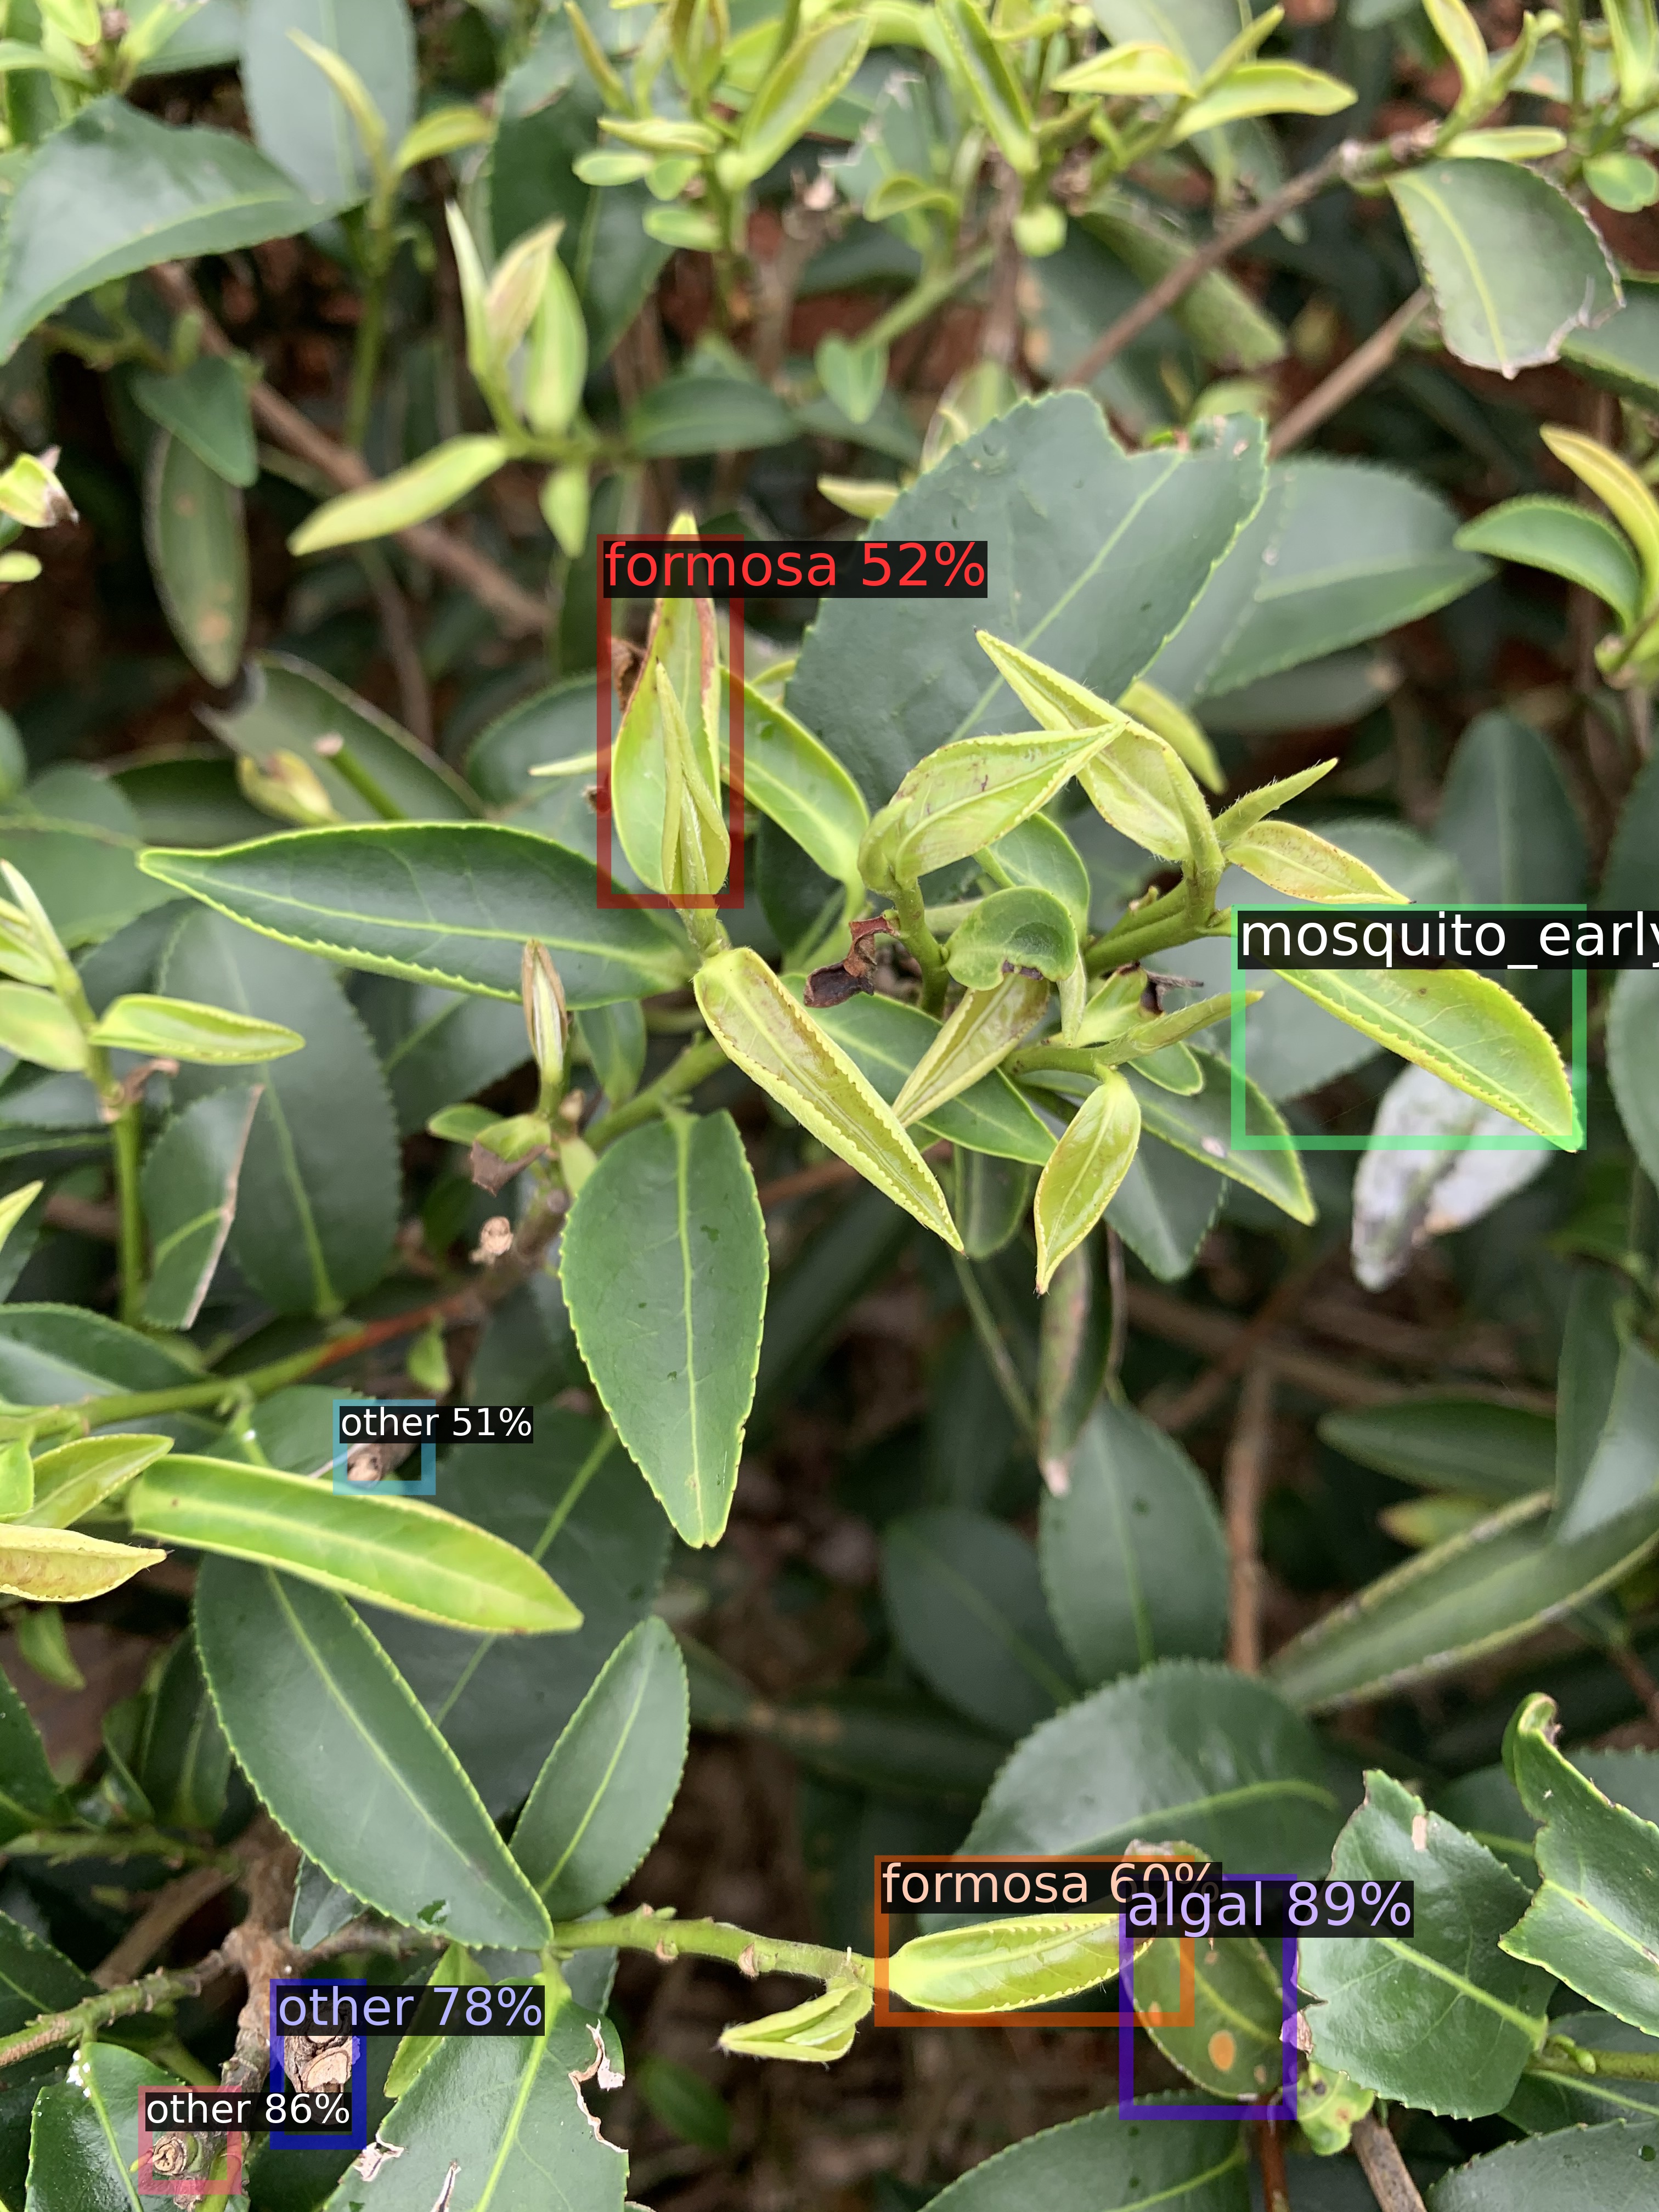 formosa 52%
mosquito_early
other 51%
formosa 60%
algal 89%
other 78%
other 86%